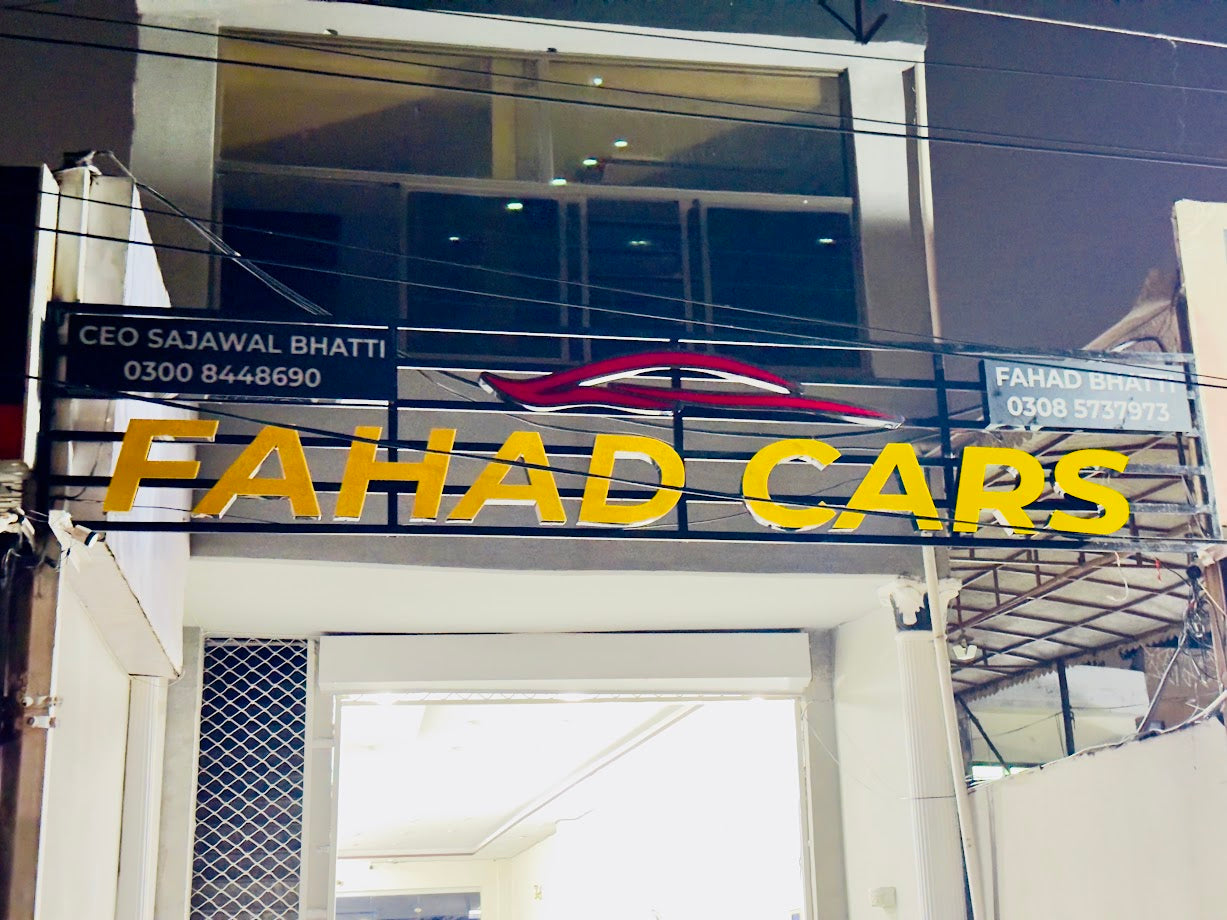 CEO SAJAWAL BHATTI
0300 8448690
FAHAD BHATTI
0308 5737973
FAHAD CARS